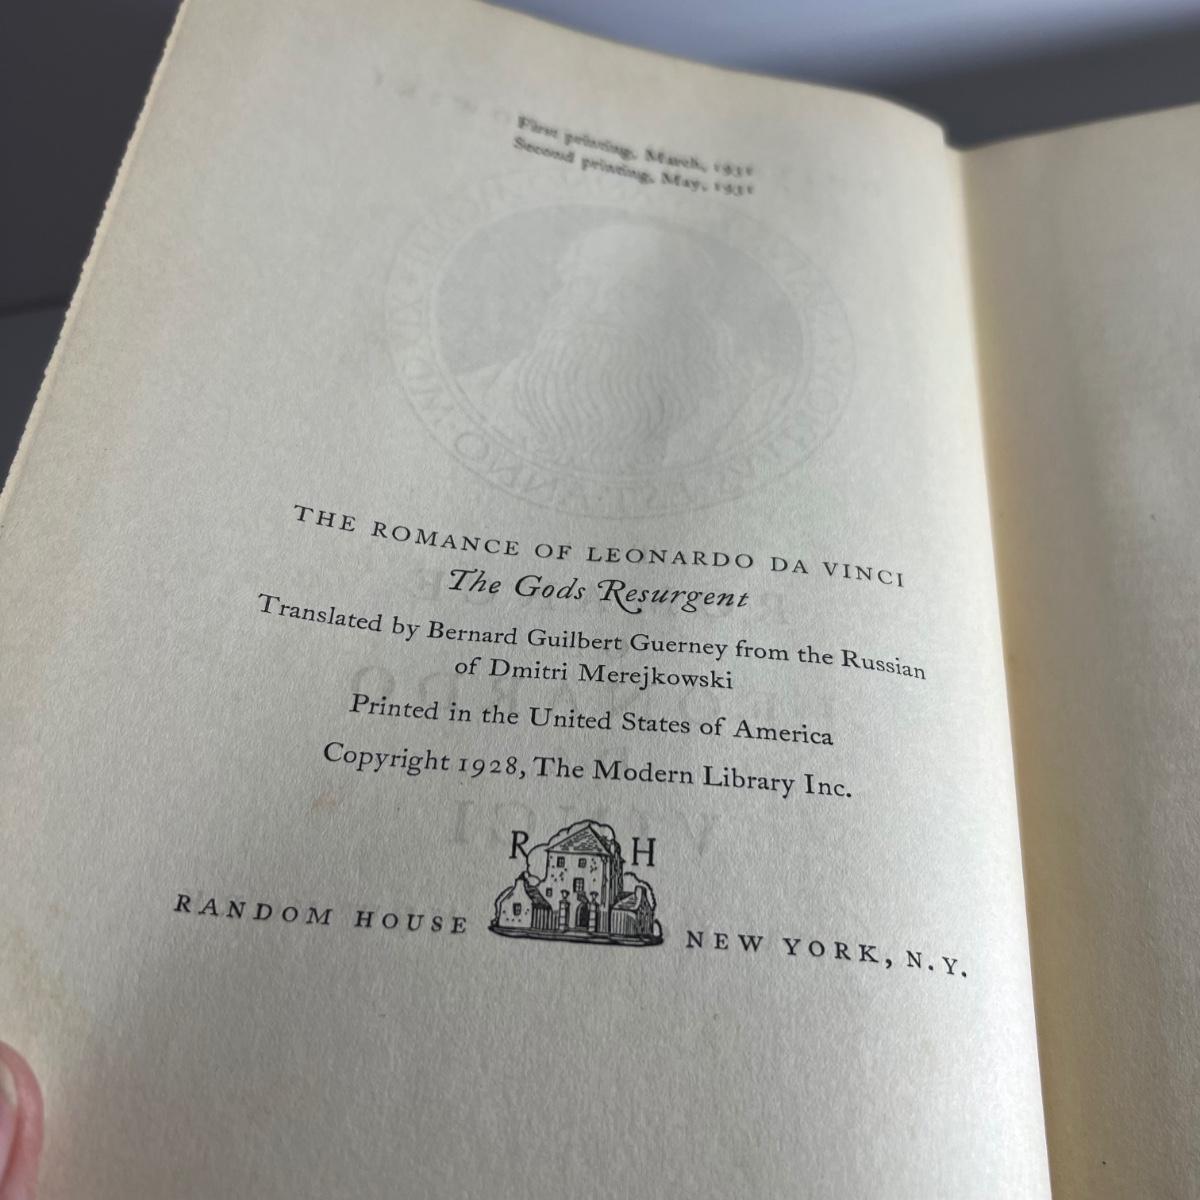 First printing, March, 1931
Second printing, May, 1931
THE ROMANCE OF LEONARDO DA VINCI
The Gods Resurgent
Translated by Bernard Guilbert Guerney from the Russian
of Dmitri Merejkowski
Printed in the United States of America
Copyright 1928, The Modern Library Inc.
R H
RANDOM HOUSE NEW YORK, N.Y.